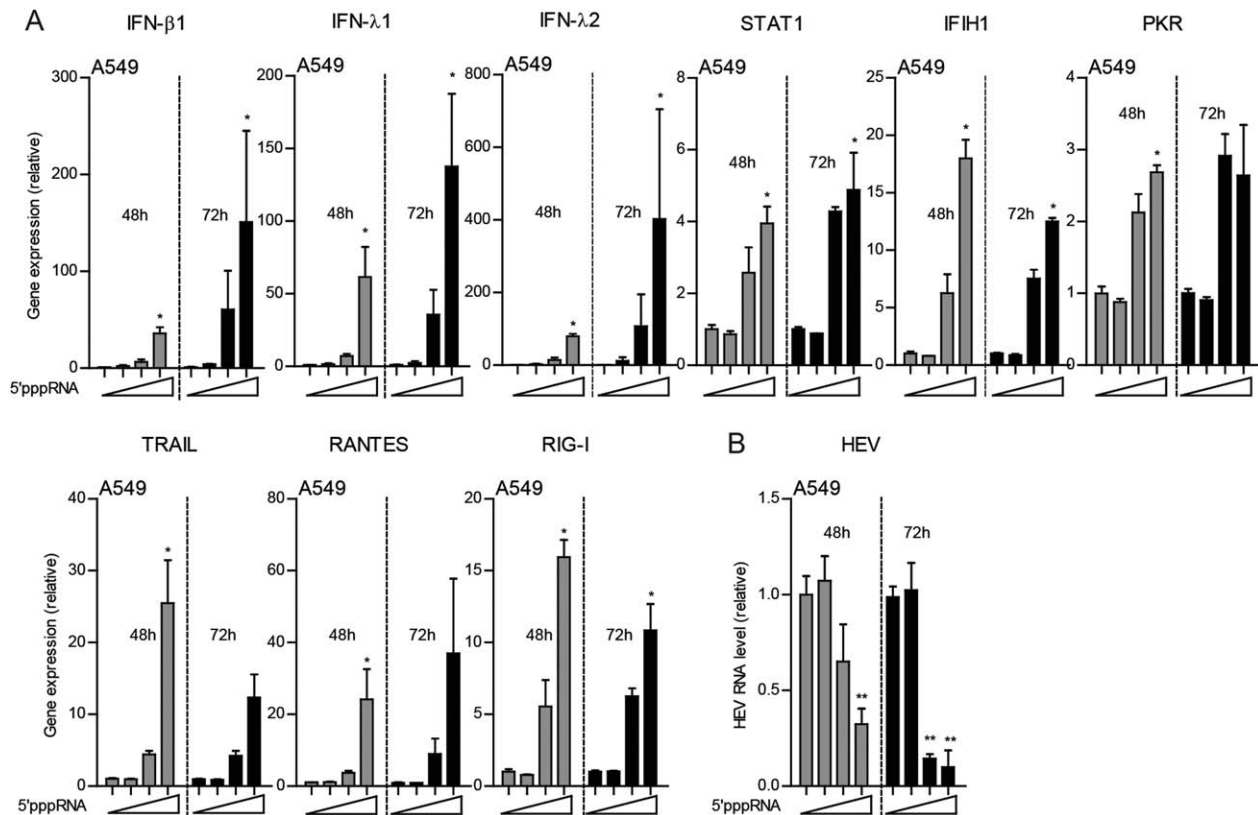 A
IFN-β1
IFN-λ1
IFN-λ2
STAT1
IFIH1
PKR
Gene expression (relative)
A549
300
200
100
0
48h
72h
*
*
A549
200
150
100
50
0
48h
72h
*
*
A549
800
600
400
200
0
48h
72h
*
*
A549
8
6
4
2
0
48h
72h
*
*
A549
25
20
15
10
5
0
48h
72h
*
*
A549
4
3
2
1
0
48h
72h
*
5'pppRNA
TRAIL
RANTES
RIG-I
B
HEV
Gene expression (relative)
A549
40
30
20
10
0
48h
72h
*
A549
80
60
40
20
0
48h
72h
*
A549
20
15
10
5
0
48h
72h
*
*
HEV RNA level (relative)
A549
1.5
1.0
0.5
0.0
48h
72h
**
**
**
5'pppRNA
5'pppRNA